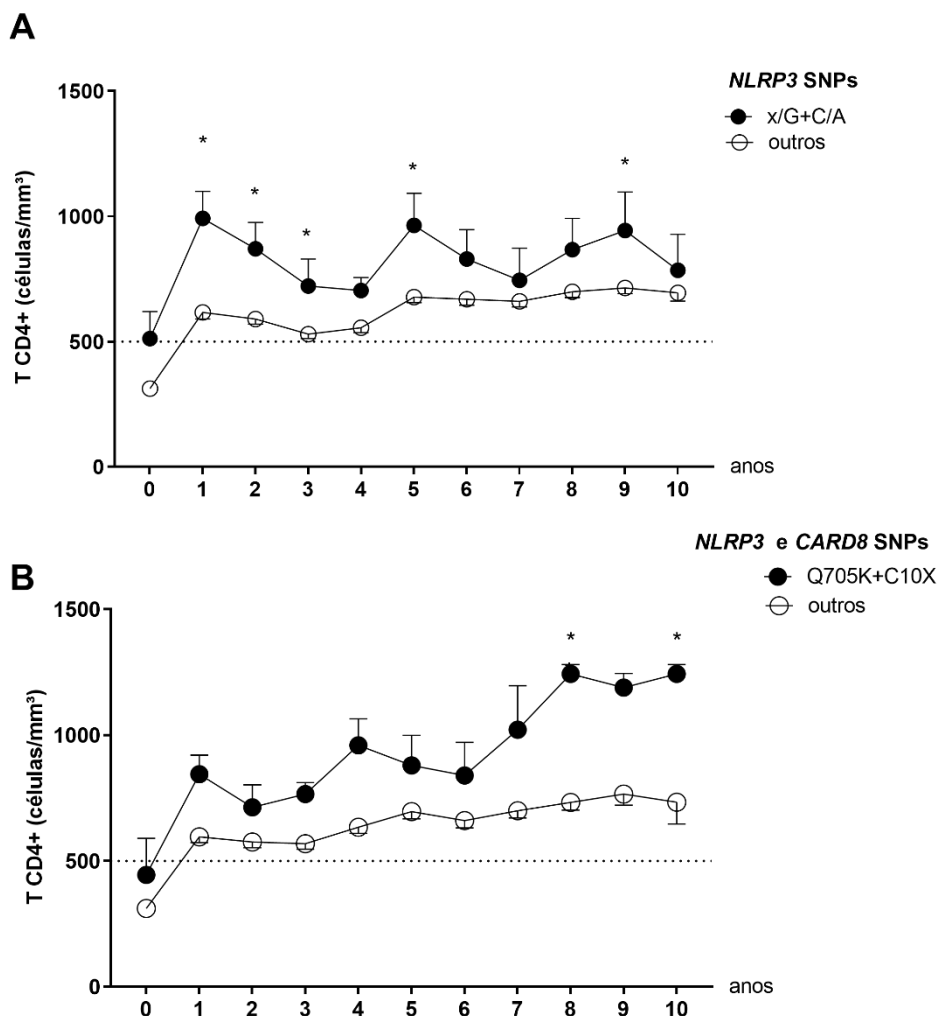 A
NLRP3 SNPs
x/G+C/A
outros
T CD4+ (células/mm³)
1500
1000
500
0
* * * * *
0 1 2 3 4 5 6 7 8 9 10
anos
NLRP3 e CARD8 SNPs
B
Q705K+C10X
outros
T CD4+ (células/mm³)
1500
1000
500
0
* *
0 1 2 3 4 5 6 7 8 9 10
anos